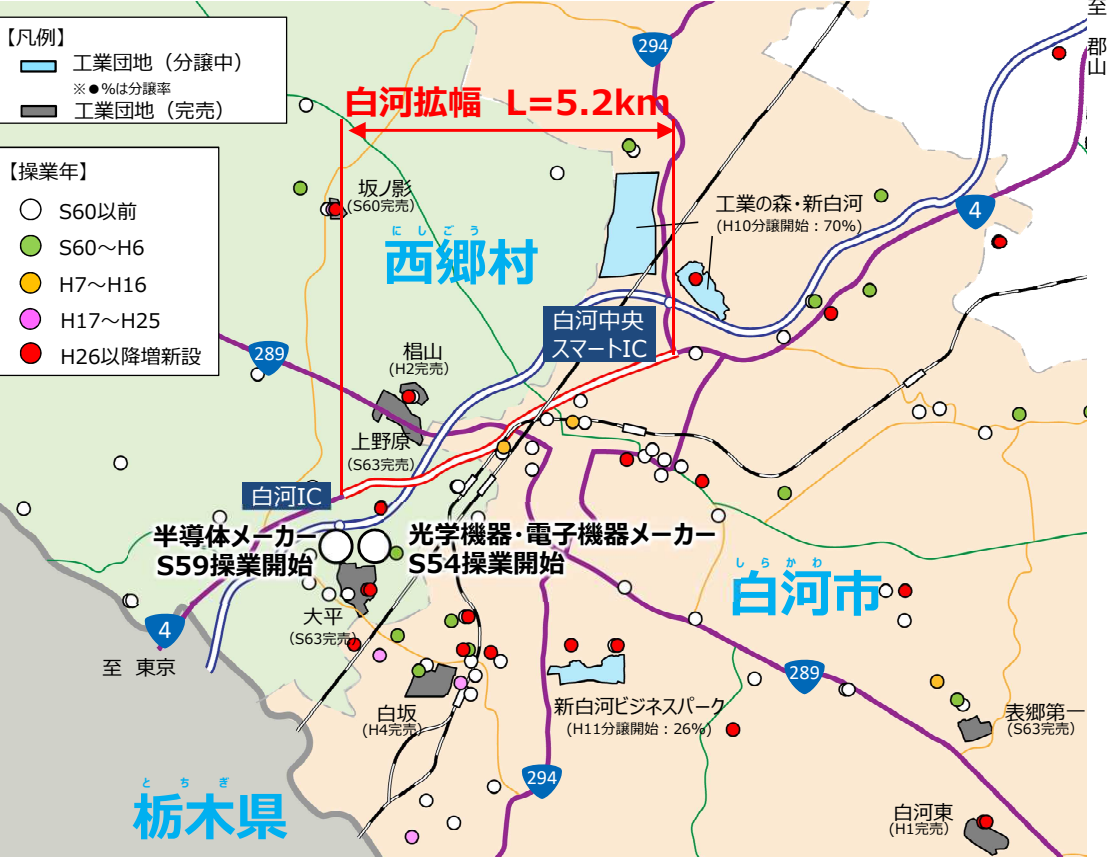 【凡例】
工業団地（分譲中）
※●%は分譲率
工業団地（完売）
【操業年】
S60以前
S60～H6
H7～H16
H17～H25
H26以降増新設
294
至 郡山
白河拡幅 L=5.2km
坂ノ影
(S60完売)
工業の森・新白河
(H10分譲開始：70%)
4
にしごう
西郷村
白河中央
スマートIC
289
椙山
(H2完売)
上野原
(S63完売)
白河IC
半導体メーカー
S59操業開始
光学機器・電子機器メーカー
S54操業開始
しらかわ
白河市
大平
(S63完売)
4
至 東京
289
白坂
(H4完売)
新白河ビジネスパーク
(H11分譲開始：26%)
表郷第一
(S63完売)
294
とちぎ
栃木県
白河東
(H1完売)